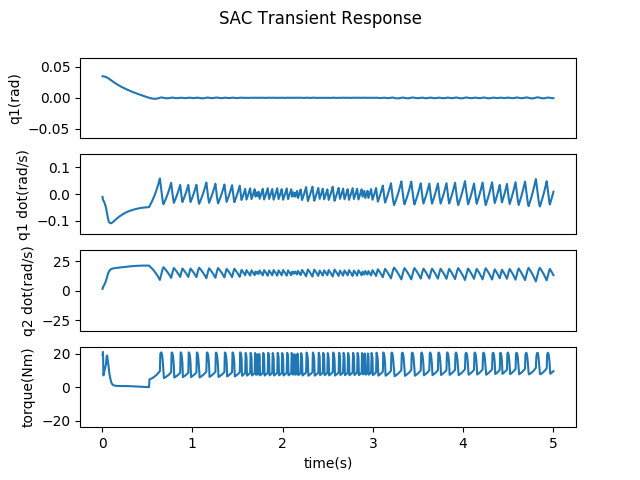 SAC Transient Response
0.05
0.00
−0.05
q1(rad)
0.1
0.0
−0.1
q1 dot(rad/s)
25
0
−25
q2 dot(rad/s)
20
0
−20
torque(Nm)
0 1 2 3 4 5
time(s)